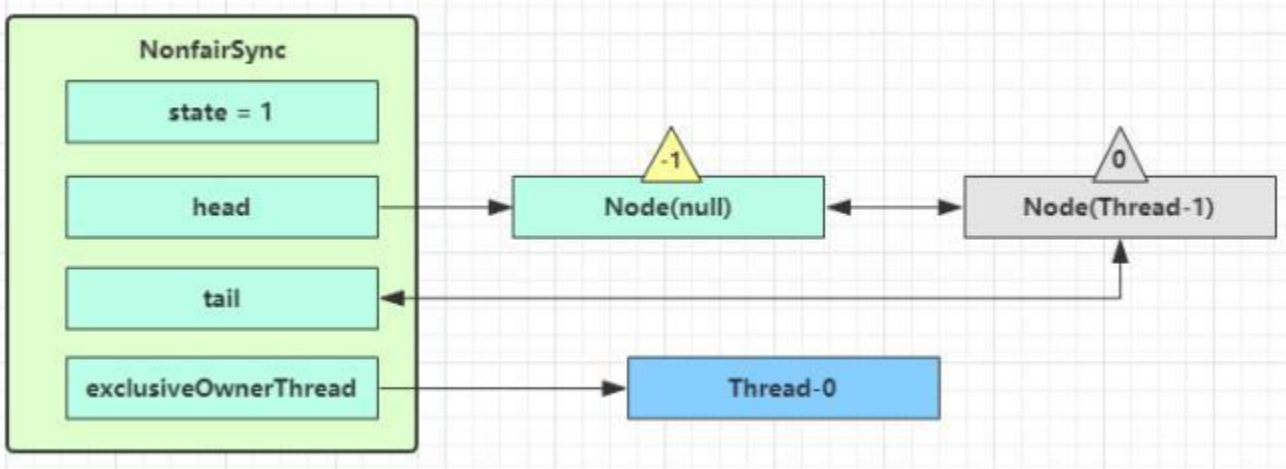 NonfairSync
state = 1
-1
0
head
Node(null)
Node(Thread-1)
tail
exclusiveOwnerThread
Thread-0